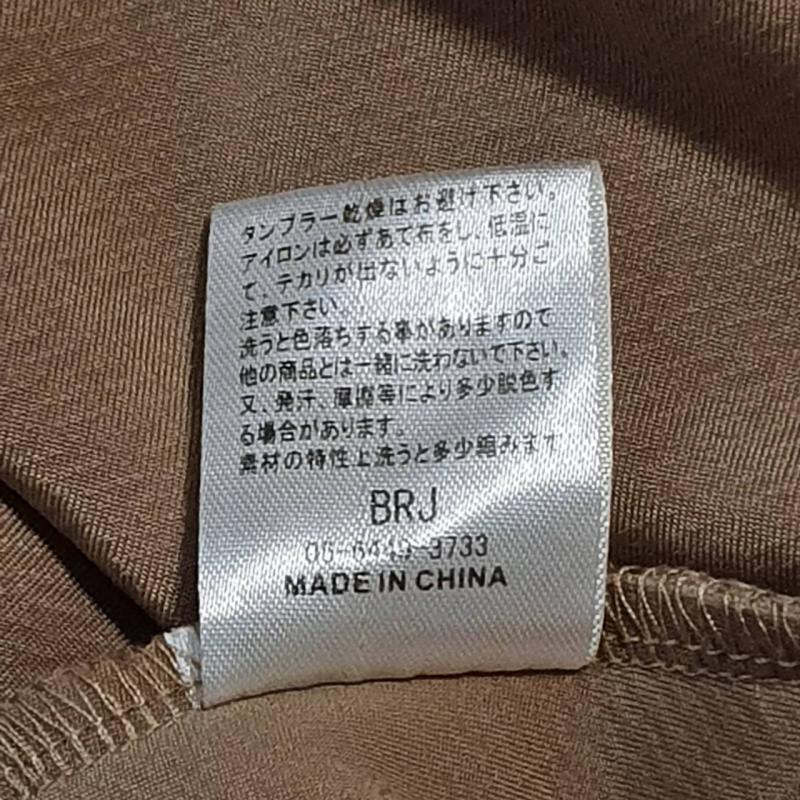 タンブラー乾燥はお避け下さい。
アイロンは必ずあて布をし、低温に
て、テカリが出ないように十分ご
注意下さい。
洗うと色落ちする事がありますので
他の商品とは一緒に洗わないで下さい。
又、発汗、摩擦等により多少脱色す
る場合があります。
素材の特性上洗うと多少縮みます
BRJ
06-6449-3733
MADE IN CHINA